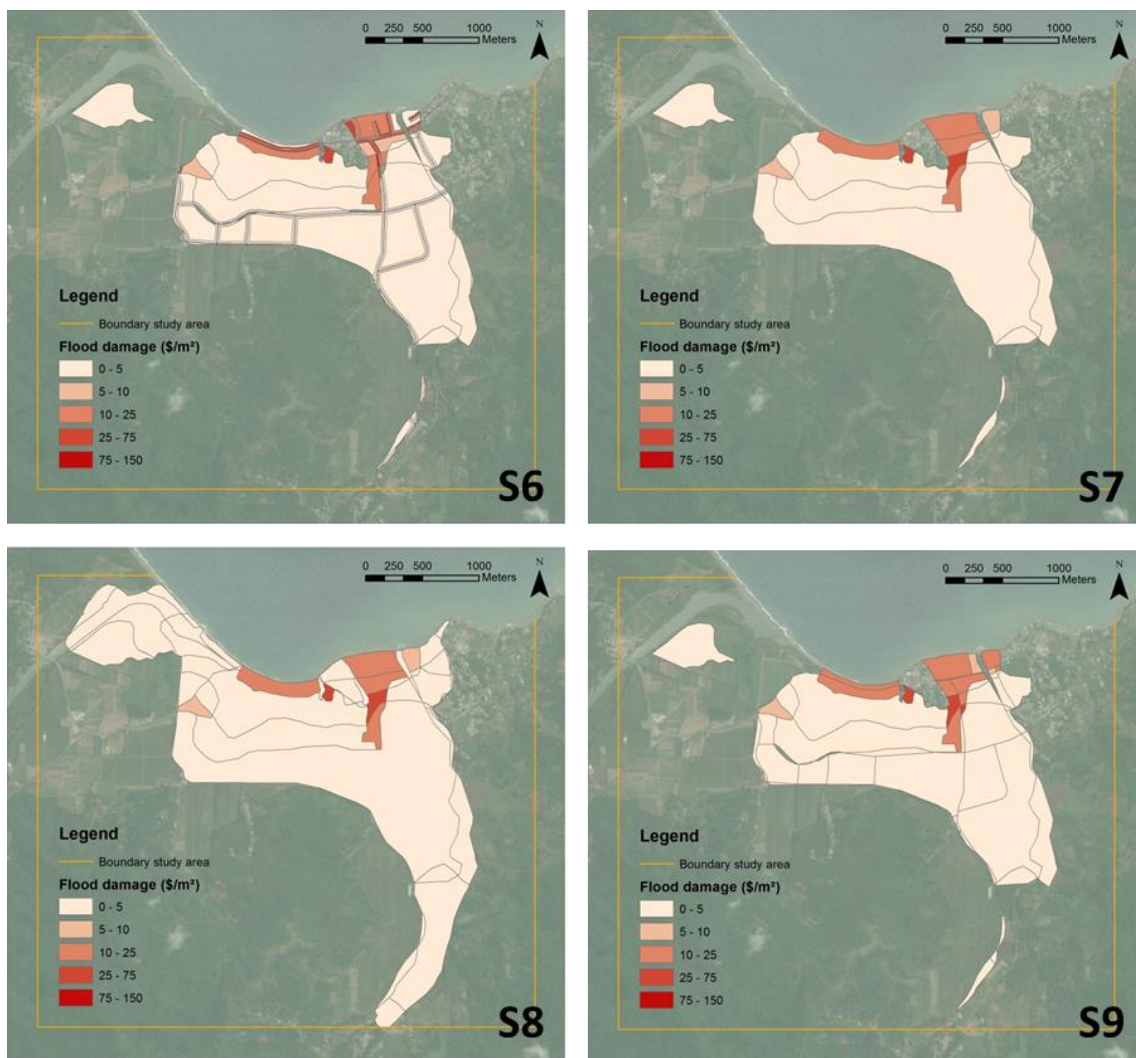 N
0 250 500 1000
Meters
Legend
Boundary study area
Flood damage ($/m²)
0 - 5
5 - 10
10 - 25
25 - 75
75 - 150
S6
N
0 250 500 1000
Meters
Legend
Boundary study area
Flood damage ($/m²)
0 - 5
5 - 10
10 - 25
25 - 75
75 - 150
S7
N
0 250 500 1000
Meters
Legend
Boundary study area
Flood damage ($/m²)
0 - 5
5 - 10
10 - 25
25 - 75
75 - 150
S8
N
0 250 500 1000
Meters
Legend
Boundary study area
Flood damage ($/m²)
0 - 5
5 - 10
10 - 25
25 - 75
75 - 150
S9